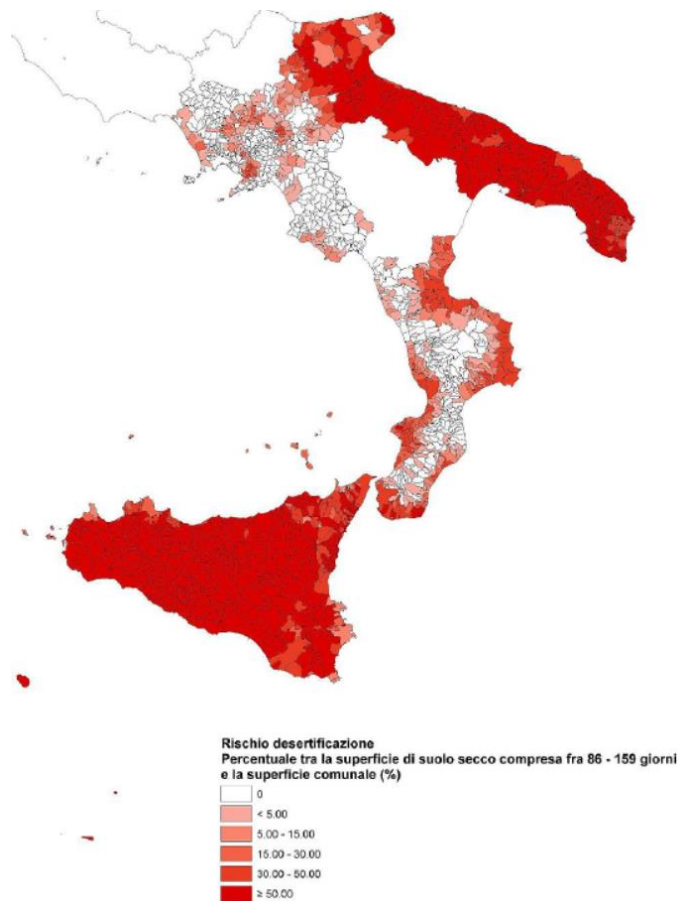 Rischio desertificazione
Percentuale tra la superficie di suolo secco compresa fra 86 - 159 giorni
e la superficie comunale (%)
0
< 5.00
5.00 - 15.00
15.00 - 30.00
30.00 - 50.00
≥ 50.00